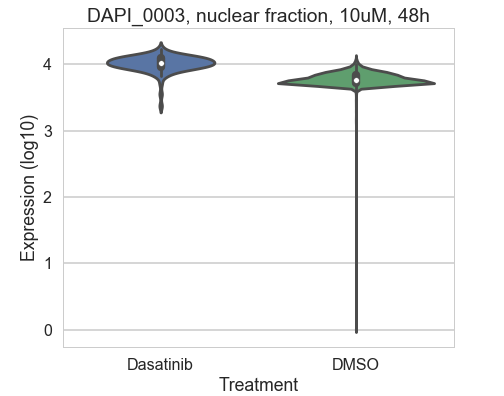 DAPI_0003, nuclear fraction, 10uM, 48h
Expression (log10)
4
3
2
1
0
Dasatinib DMSO
Treatment